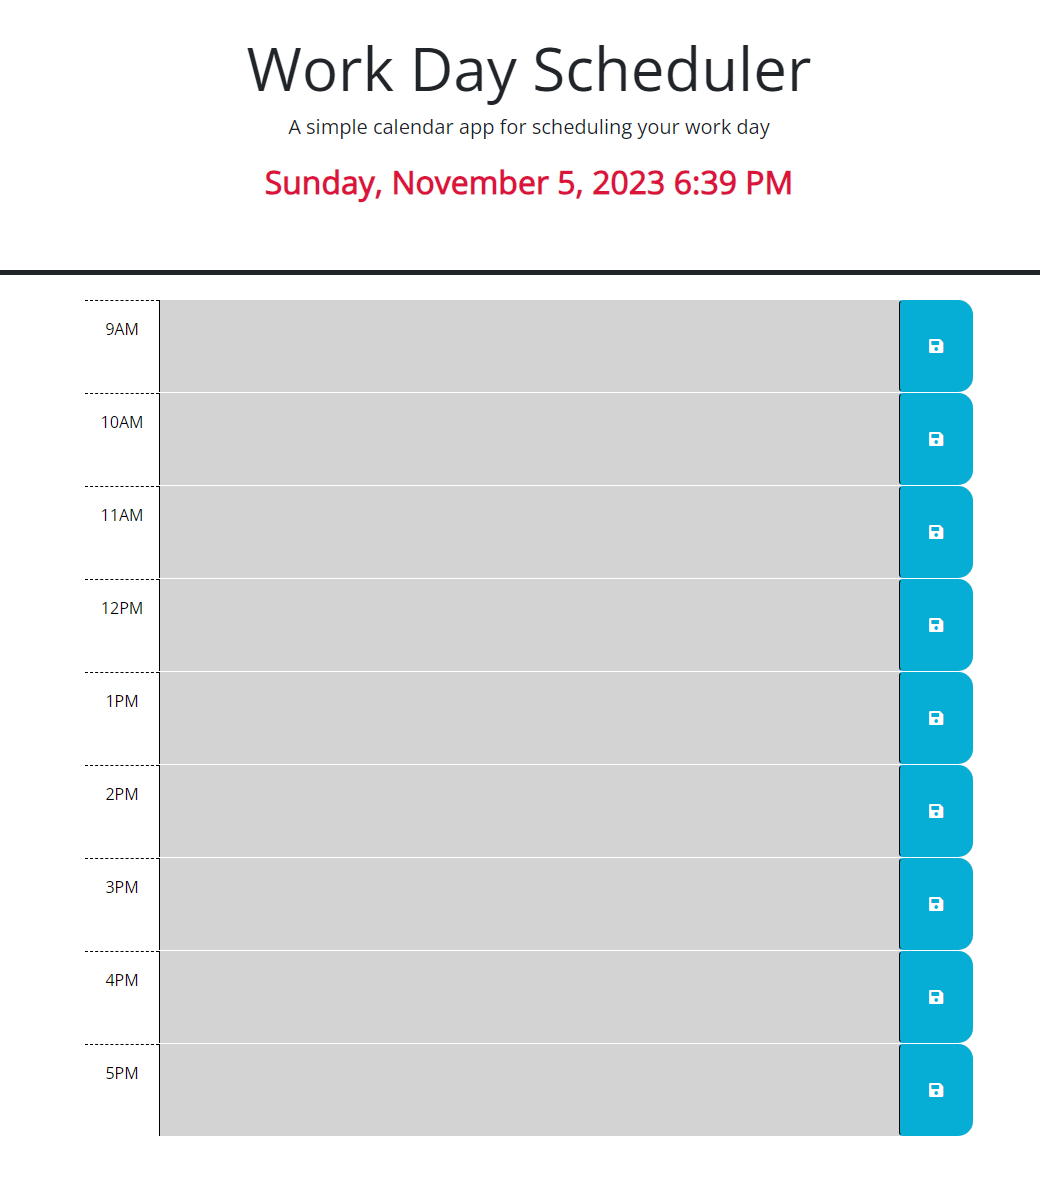 Work Day Scheduler
A simple calendar app for scheduling your work day
Sunday, November 5, 2023 6:39 PM
9AM
10AM
11AM
12PM
1PM
2PM
3PM
4PM
5PM